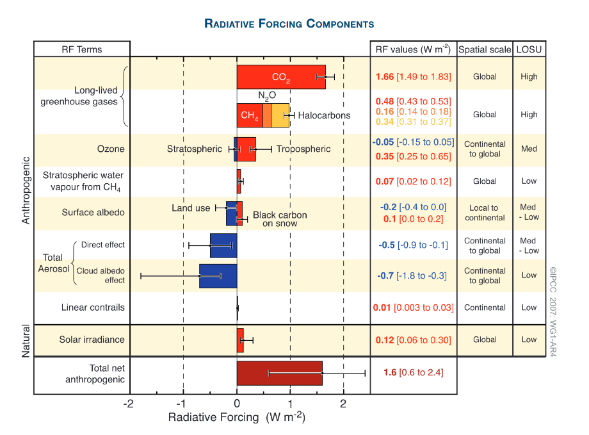 RADIATIVE FORCING COMPONENTS
RF Terms
RF values (W m-2)
Spatial scale
LOSU
Anthropogenic
Long-lived
greenhouse gases
CO2
1.66 [1.49 to 1.83]
Global
High
N2O
CH4
Halocarbons
0.48 [0.43 to 0.53]
0.16 [0.14 to 0.18]
0.34 [0.31 to 0.37]
Global
High
Ozone
Stratospheric
Tropospheric
-0.05 [-0.15 to 0.05]
0.35 [0.25 to 0.65]
Continental
to global
Med
Stratospheric water
vapour from CH4
0.07 [0.02 to 0.12]
Global
Low
Surface albedo
Land use
Black carbon
on snow
-0.2 [-0.4 to 0.0]
0.1 [0.0 to 0.2]
Local to
continental
Med
- Low
Total
Aerosol
Direct effect
-0.5 [-0.9 to -0.1]
Continental
to global
Med
- Low
Cloud albedo
effect
-0.7 [-1.8 to -0.3]
Continental
to global
Low
Linear contrails
0.01 [0.003 to 0.03]
Continental
Low
Natural
Solar irradiance
0.12 [0.06 to 0.30]
Global
Low
Total net
anthropogenic
1.6 [0.6 to 2.4]
-2 -1 0 1 2
Radiative Forcing (W m-2)
©IPCC 2007: WG1-AR4